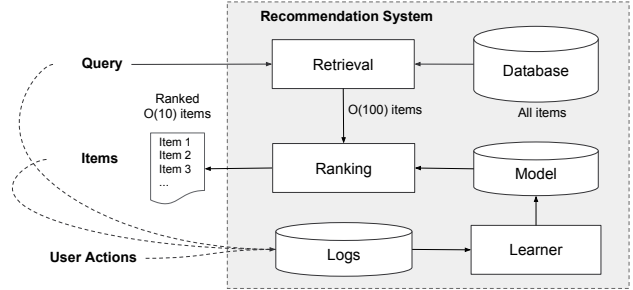 Recommendation System
Query
Retrieval
Database
All items
Ranked
O(10) items
O(100) items
Item 1
Item 2
Item 3
...
Items
Ranking
Model
User Actions
Logs
Learner